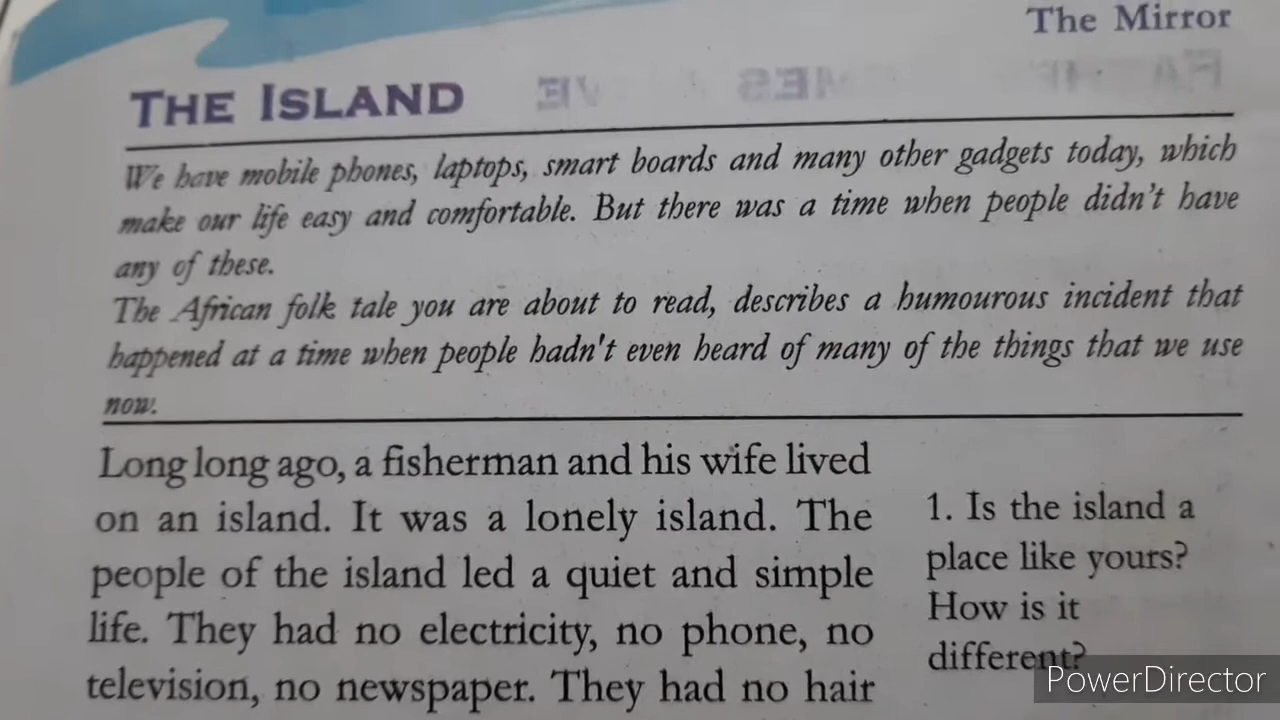 The Mirror
THE ISLAND
We have mobile phones, laptops, smart boards and many other gadgets today, which
make our life easy and comfortable. But there was a time when people didn't have
any of these.
The African folk tale you are about to read, describes a humourous incident that
happened at a time when people hadn't even heard of many of the things that we use
now.
Long long ago, a fisherman and his wife lived
on an island. It was a lonely island. The
people of the island led a quiet and simple
life. They had no electricity, no phone, no
television, no newspaper. They had no hair
1. Is the island a
place like yours?
How is it
different?
PowerDirector